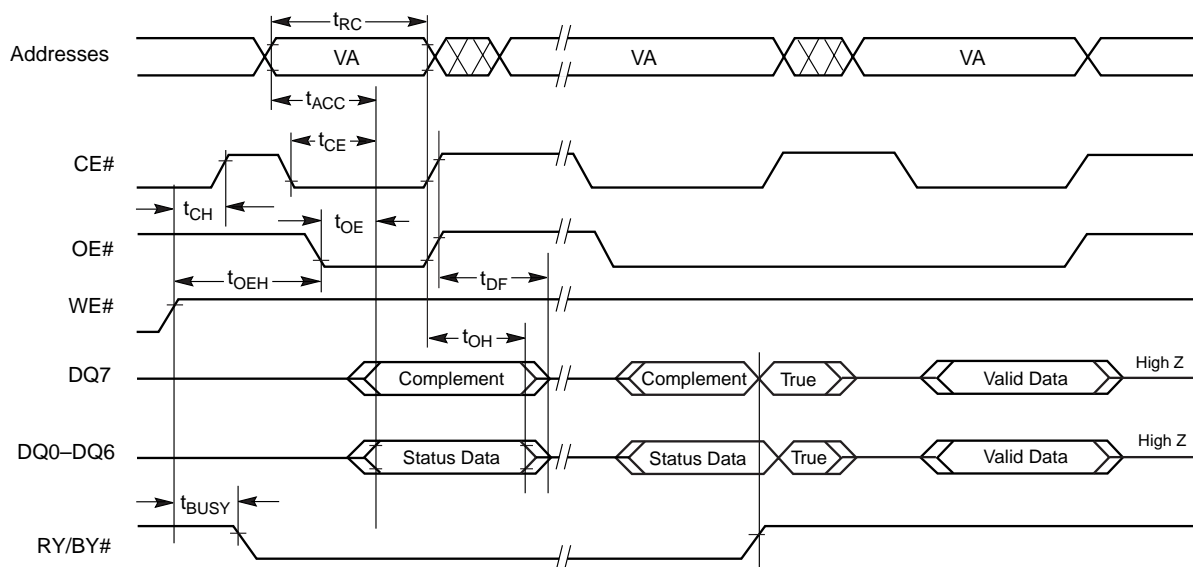 tRC
Addresses VA VA VA
tACC
tCE
CE#
tCH tOE
OE#
tOEH tDF
WE#
tOH
DQ7 Complement Complement True Valid Data High Z
DQ0–DQ6 Status Data Status Data True Valid Data High Z
tBUSY
RY/BY#